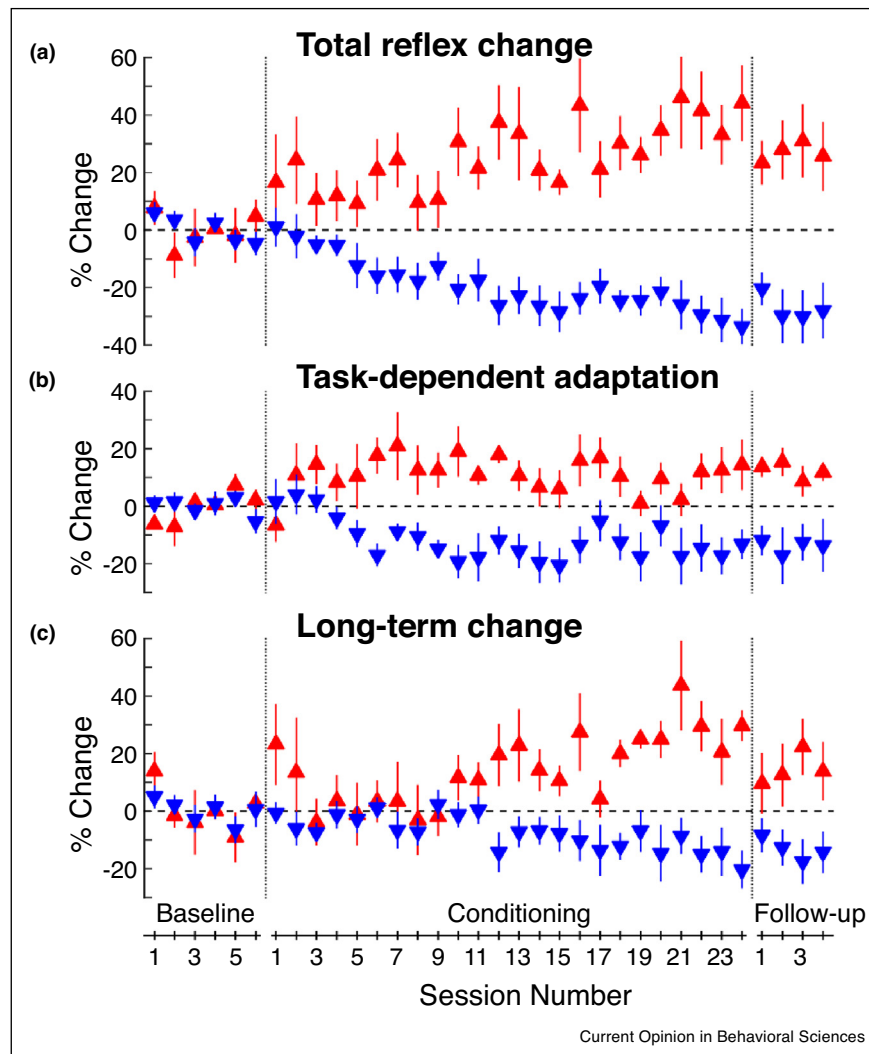 (a)
Total reflex change
60
40
20
0
-20
-40
% Change
(b)
Task-dependent adaptation
40
20
0
-20
% Change
(c)
Long-term change
60
40
20
0
-20
% Change
Baseline Conditioning Follow-up
1 3 5 1 3 5 7 9 11 13 15 17 19 21 23 1 3
Session Number
Current Opinion in Behavioral Sciences